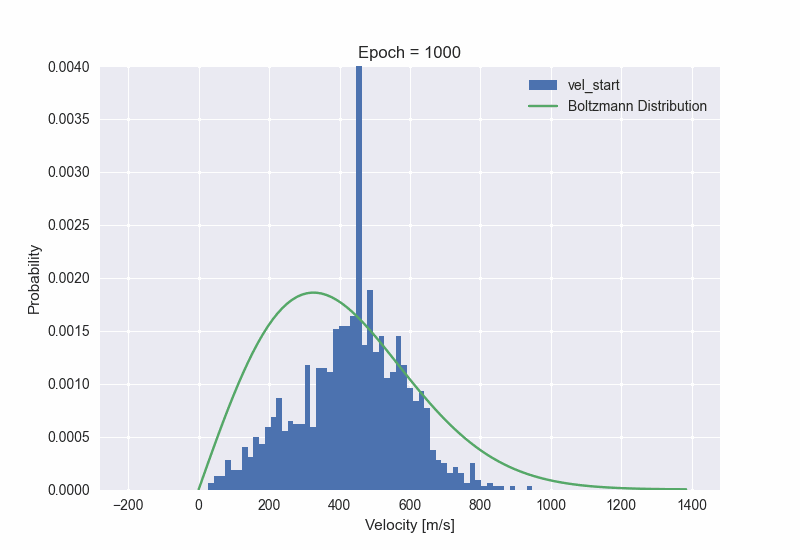 Epoch = 1000
vel_start
Boltzmann Distribution
0.0040
0.0035
0.0030
0.0025
0.0020
0.0015
0.0010
0.0005
0.0000
Probability
−200 0 200 400 600 800 1000 1200 1400
Velocity [m/s]